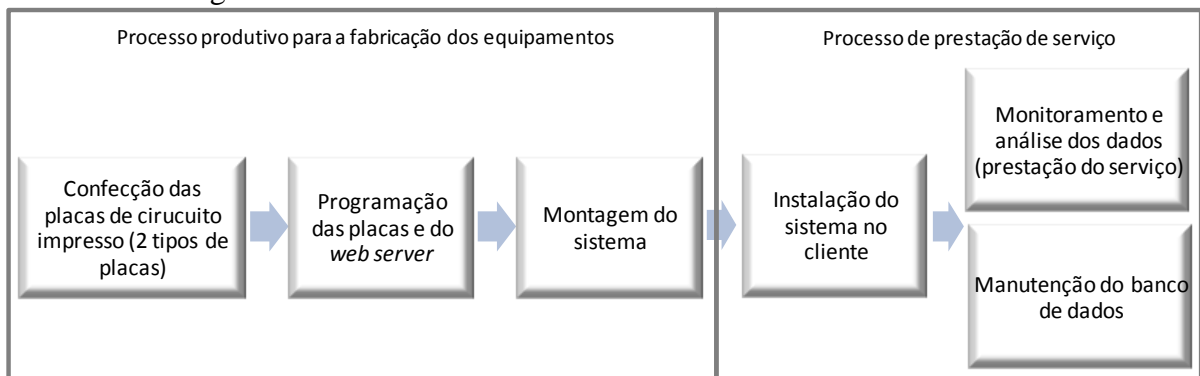 Processo produtivo para a fabricação dos equipamentos
Confecção das
placas de cirucuito
impresso (2 tipos de
placas)
Programação
das placas e do
web server
Montagem do
sistema
Processo de prestação de serviço
Instalação do
sistema no
cliente
Monitoramento e
análise dos dados
(prestação do serviço)
Manutenção do banco
de dados